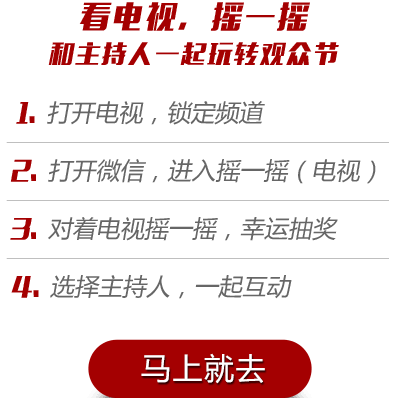 看电视，摇一摇
和主持人一起玩转观众节
1. 打开电视，锁定频道
2. 打开微信，进入摇一摇（电视）
3. 对着电视摇一摇，幸运抽奖
4. 选择主持人，一起互动
马上就去